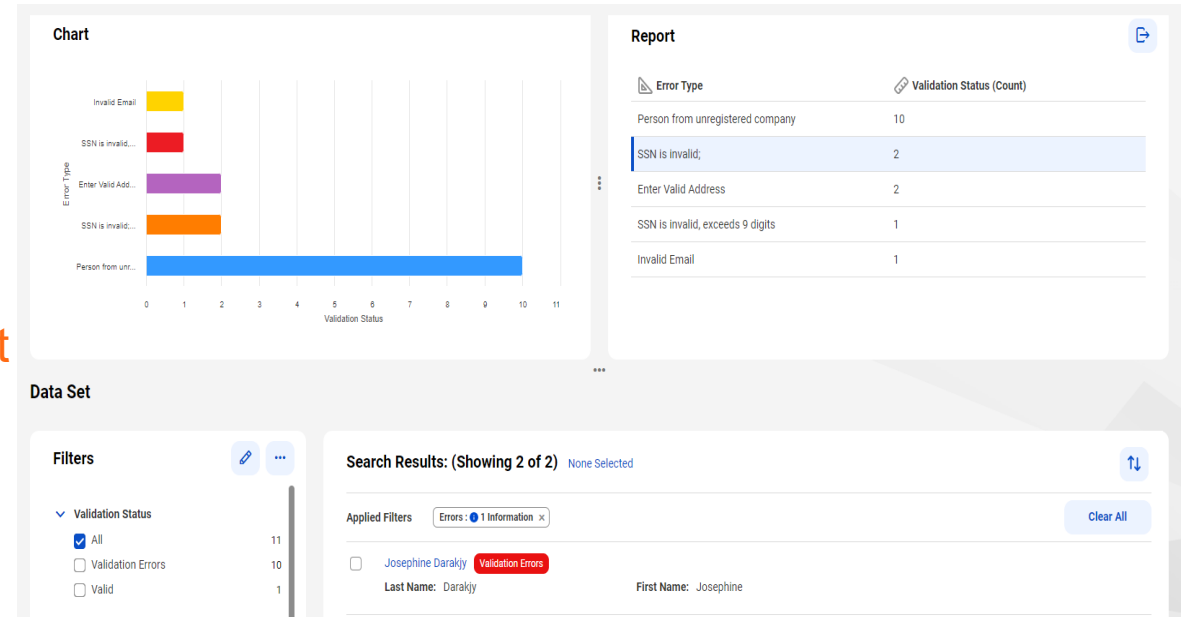 Chart
Invalid Email
SSN is invalid,...
Enter Valid Add...
SSN is invalid;...
Person from unr...
Error Type
0 1 2 3 4 5 6 7 8 9 10 11
Validation Status
Report
Error Type Validation Status (Count)
Person from unregistered company 10
SSN is invalid; 2
Enter Valid Address 2
SSN is invalid, exceeds 9 digits 1
Invalid Email 1
t
Data Set
Filters
Validation Status
All 11
Validation Errors 10
Valid 1
Search Results: (Showing 2 of 2) None Selected
Applied Filters Errors : 1 Information × Clear All
Josephine Darakjy Validation Errors
Last Name: Darakjy First Name: Josephine